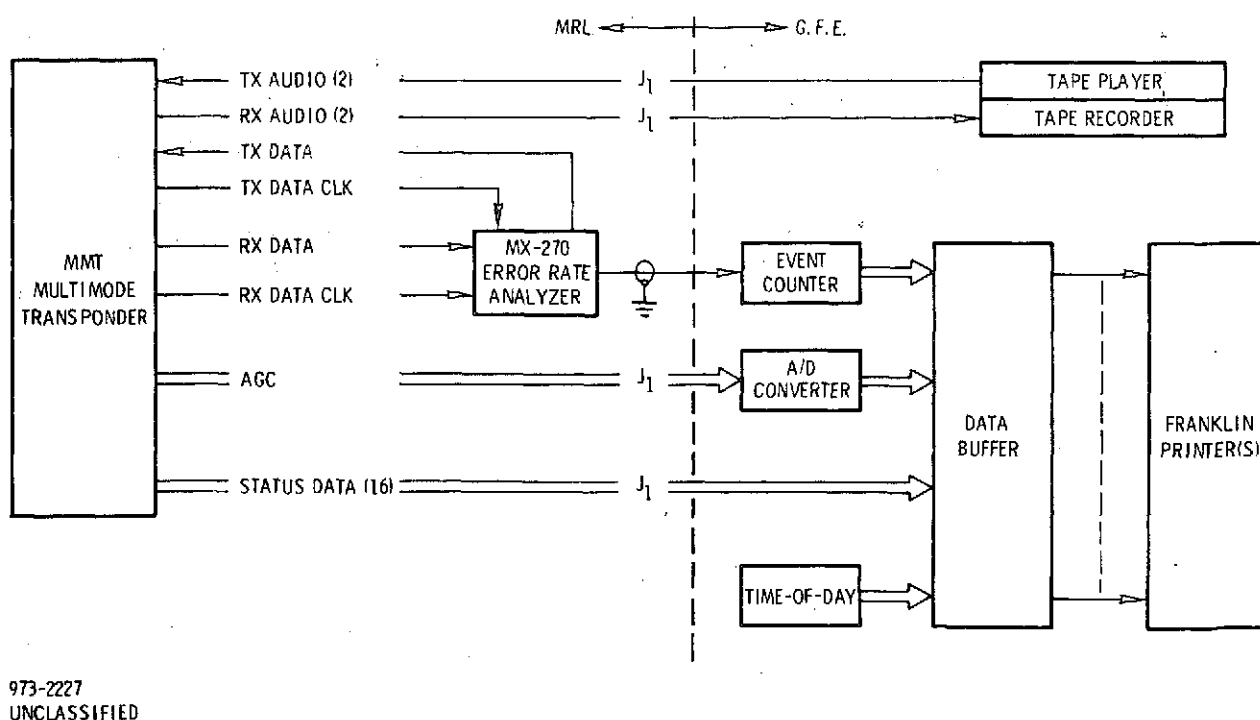 MRL
G.F.E.
TX AUDIO (2)
J1
TAPE PLAYER
RX AUDIO (2)
J1
TAPE RECORDER
TX DATA
TX DATA CLK
RX DATA
RX DATA CLK
MMT
MULTIMODE
TRANSPONDER
MX-270
ERROR RATE
ANALYZER
EVENT
COUNTER
AGC
J1
A/D
CONVERTER
DATA
BUFFER
FRANKLIN
PRINTER(S)
STATUS DATA (16)
J1
TIME-OF-DAY
973-2227
UNCLASSIFIED